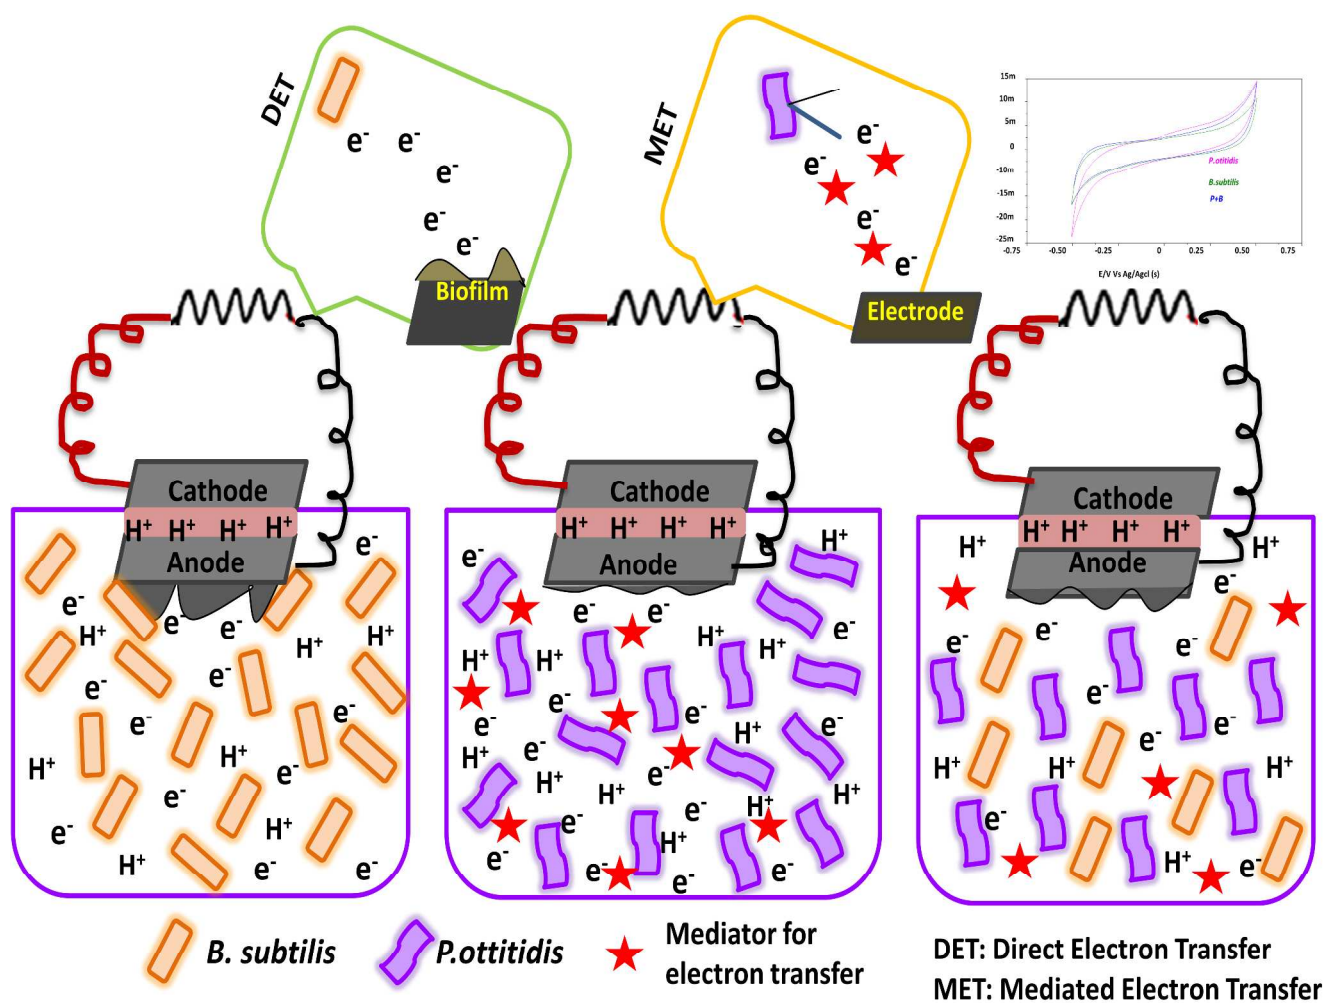 DET
e- e-
e-
e-
e-
Biofilm
MET
e-
e-
e-
e-
Electrode
15m
10m
5m
0
-10m
-15m
-20m
-25m
-0.75 -0.50 -0.25 0 0.25 0.50 0.75
P.otitidis
B.subtilis
P+B
E/V Vs Ag/Agcl (s)
Cathode
H+ H+ H+ H+
Anode
e-
e-
e- e-
H+ H+
H+
e-
e-
e- e-
H+ H+
e-
e-
H+
e-
H+ e- e-
Cathode
H+ H+ H+ H+
Anode
e
H+
e-
e- e-
e-
H+ H+
H+ H+
e-
e- e-
e-
e-
H+
H+ e-
H+
H+ H+
H+
e-
e-
H+
e-
e- e-
e-
Cathode
H+ H+ H+ H+
Anode
H+ H+
e-
e- e- e-
e-
e-
e-
H+ H+ H+
e-
H+ e-
B. subtilis
P.ottitidis
Mediator for
electron transfer
DET: Direct Electron Transfer
MET: Mediated Electron Transfer